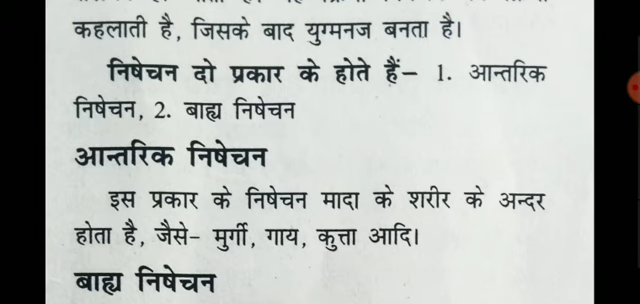 कहलाती है, जिसके बाद युग्मनज बनता है।
निषेचन दो प्रकार के होते हैं– 1. आन्तरिक
निषेचन, 2. बाह्य निषेचन
आन्तरिक निषेचन
इस प्रकार के निषेचन मादा के शरीर के अन्दर
होता है, जैसे- मुर्गी, गाय, कुत्ता आदि।
बाह्य निषेचन